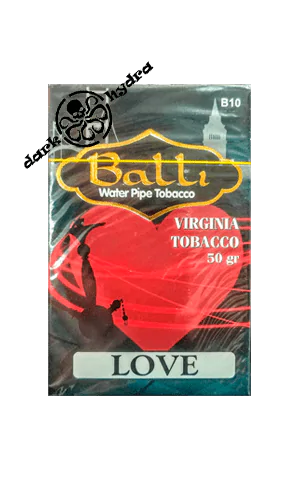 dark hydra
B10
Balli
Water Pipe Tobacco
VIRGINIA
TOBACCO
50 gr
LOVE